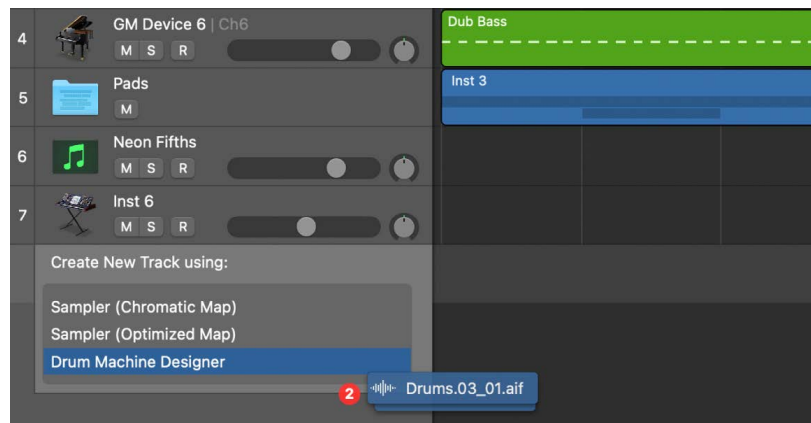 4
GM Device 6 | Ch6
M S R
Dub Bass
5
Pads
M
Inst 3
6
Neon Fifths
M S R
7
Inst 6
M S R
Create New Track using:
Sampler (Chromatic Map)
Sampler (Optimized Map)
Drum Machine Designer
2 Drums.03_01.aif